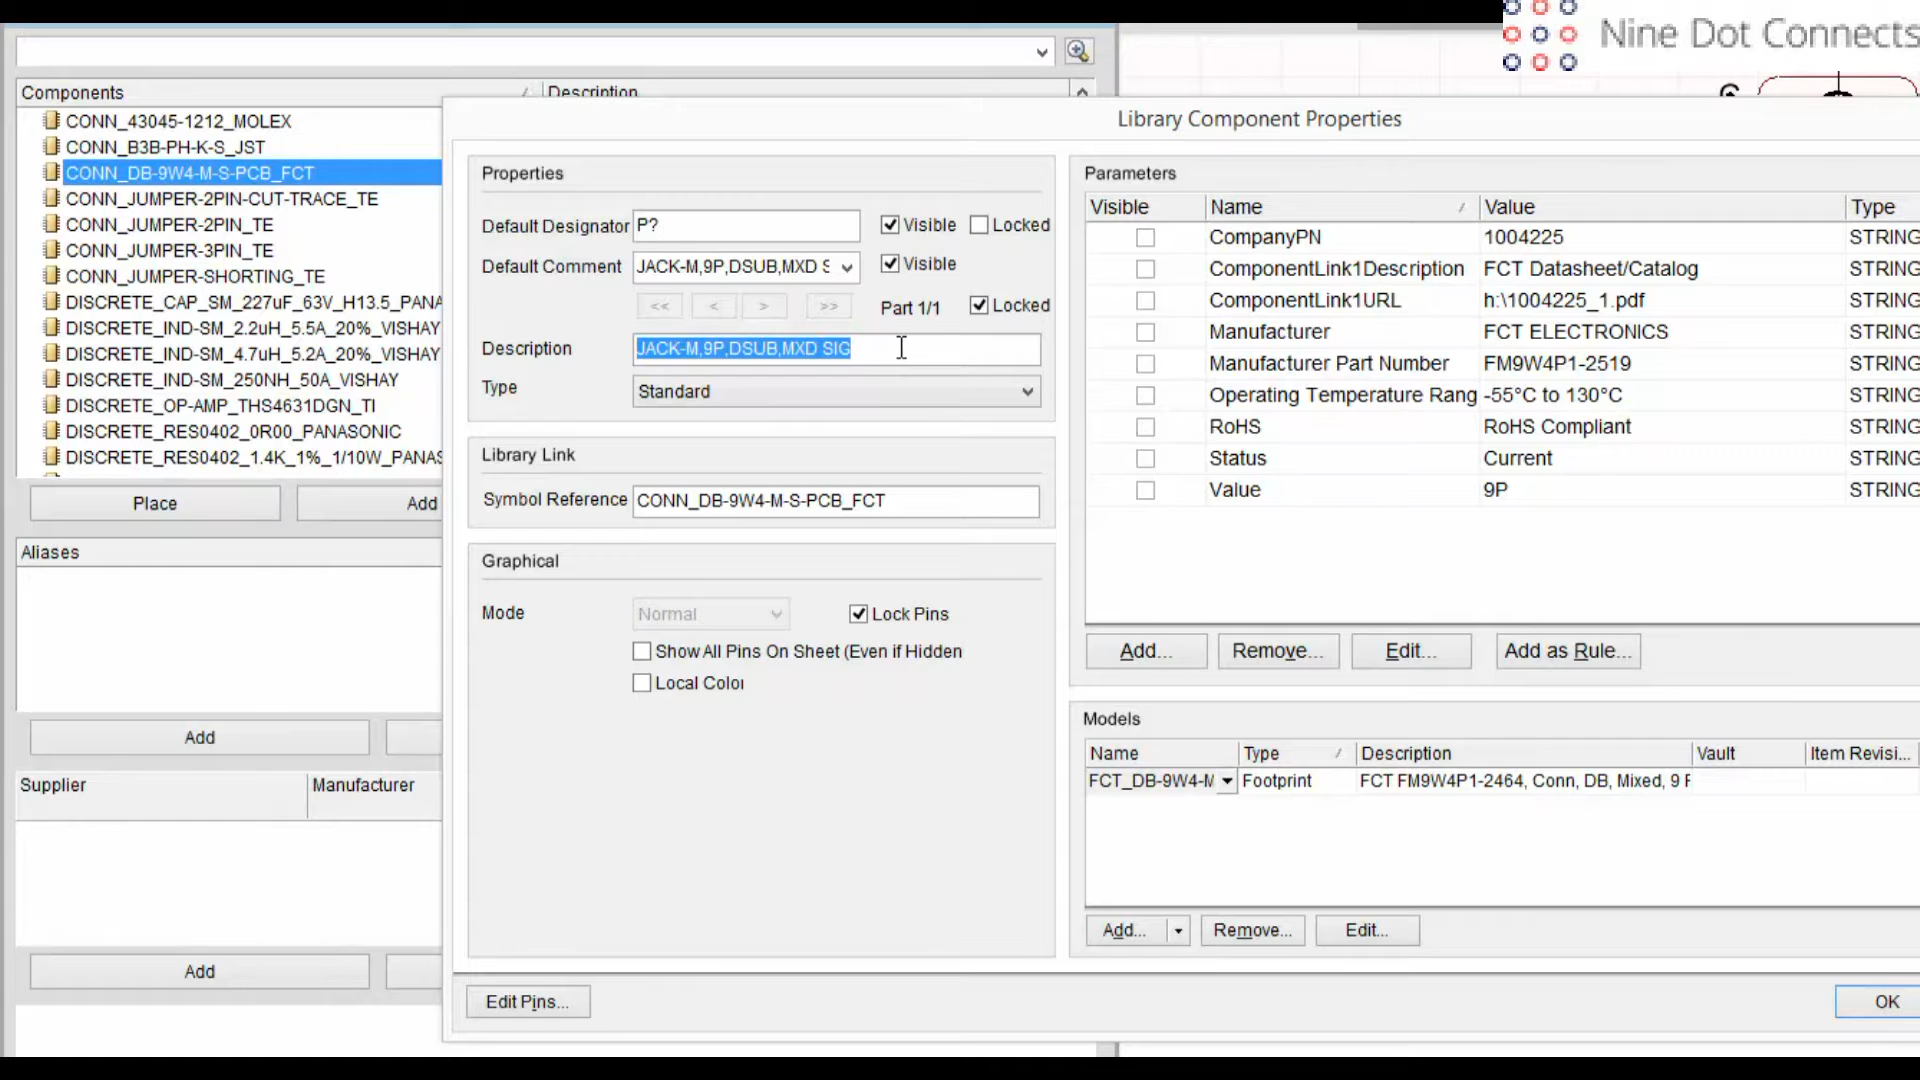 Nine Dot Connects
Components / Description
CONN_43045-1212_MOLEX
CONN_B3B-PH-K-S_JST
CONN_DB-9W4-M-S-PCB_FCT
CONN_JUMPER-2PIN-CUT-TRACE_TE
CONN_JUMPER-2PIN_TE
CONN_JUMPER-3PIN_TE
CONN_JUMPER-SHORTING_TE
DISCRETE_CAP_SM_227uF_63V_H13.5_PANA
DISCRETE_IND-SM_2.2uH_5.5A_20%_VISHAY
DISCRETE_IND-SM_4.7uH_5.2A_20%_VISHAY
DISCRETE_IND-SM_250NH_50A_VISHAY
DISCRETE_OP-AMP_THS4631DGN_TI
DISCRETE_RES0402_0R00_PANASONIC
DISCRETE_RES0402_1.4K_1%_1/10W_PANAS
Place Add
Aliases
Add
Supplier Manufacturer
Add
Library Component Properties
Properties
Default Designator P? Visible Locked
Default Comment JACK-M,9P,DSUB,MXD S Visible
<< < > >> Part 1/1 Locked
Description JACK-M,9P,DSUB,MXD SIG
Type Standard
Library Link
Symbol Reference CONN_DB-9W4-M-S-PCB_FCT
Graphical
Mode Normal Lock Pins
Show All Pins On Sheet (Even if Hidden
Local Color
Edit Pins...
Parameters
Visible Name / Value Type
CompanyPN 1004225 STRING
ComponentLink1Description FCT Datasheet/Catalog STRING
ComponentLink1URL h:\1004225_1.pdf STRING
Manufacturer FCT ELECTRONICS STRING
Manufacturer Part Number FM9W4P1-2519 STRING
Operating Temperature Rang -55°C to 130°C STRING
RoHS RoHS Compliant STRING
Status Current STRING
Value 9P STRING
Add... Remove... Edit... Add as Rule...
Models
Name Type / Description Vault Item Revisi...
FCT_DB-9W4-M Footprint FCT FM9W4P1-2464, Conn, DB, Mixed, 9 P
Add... Remove... Edit...
OK